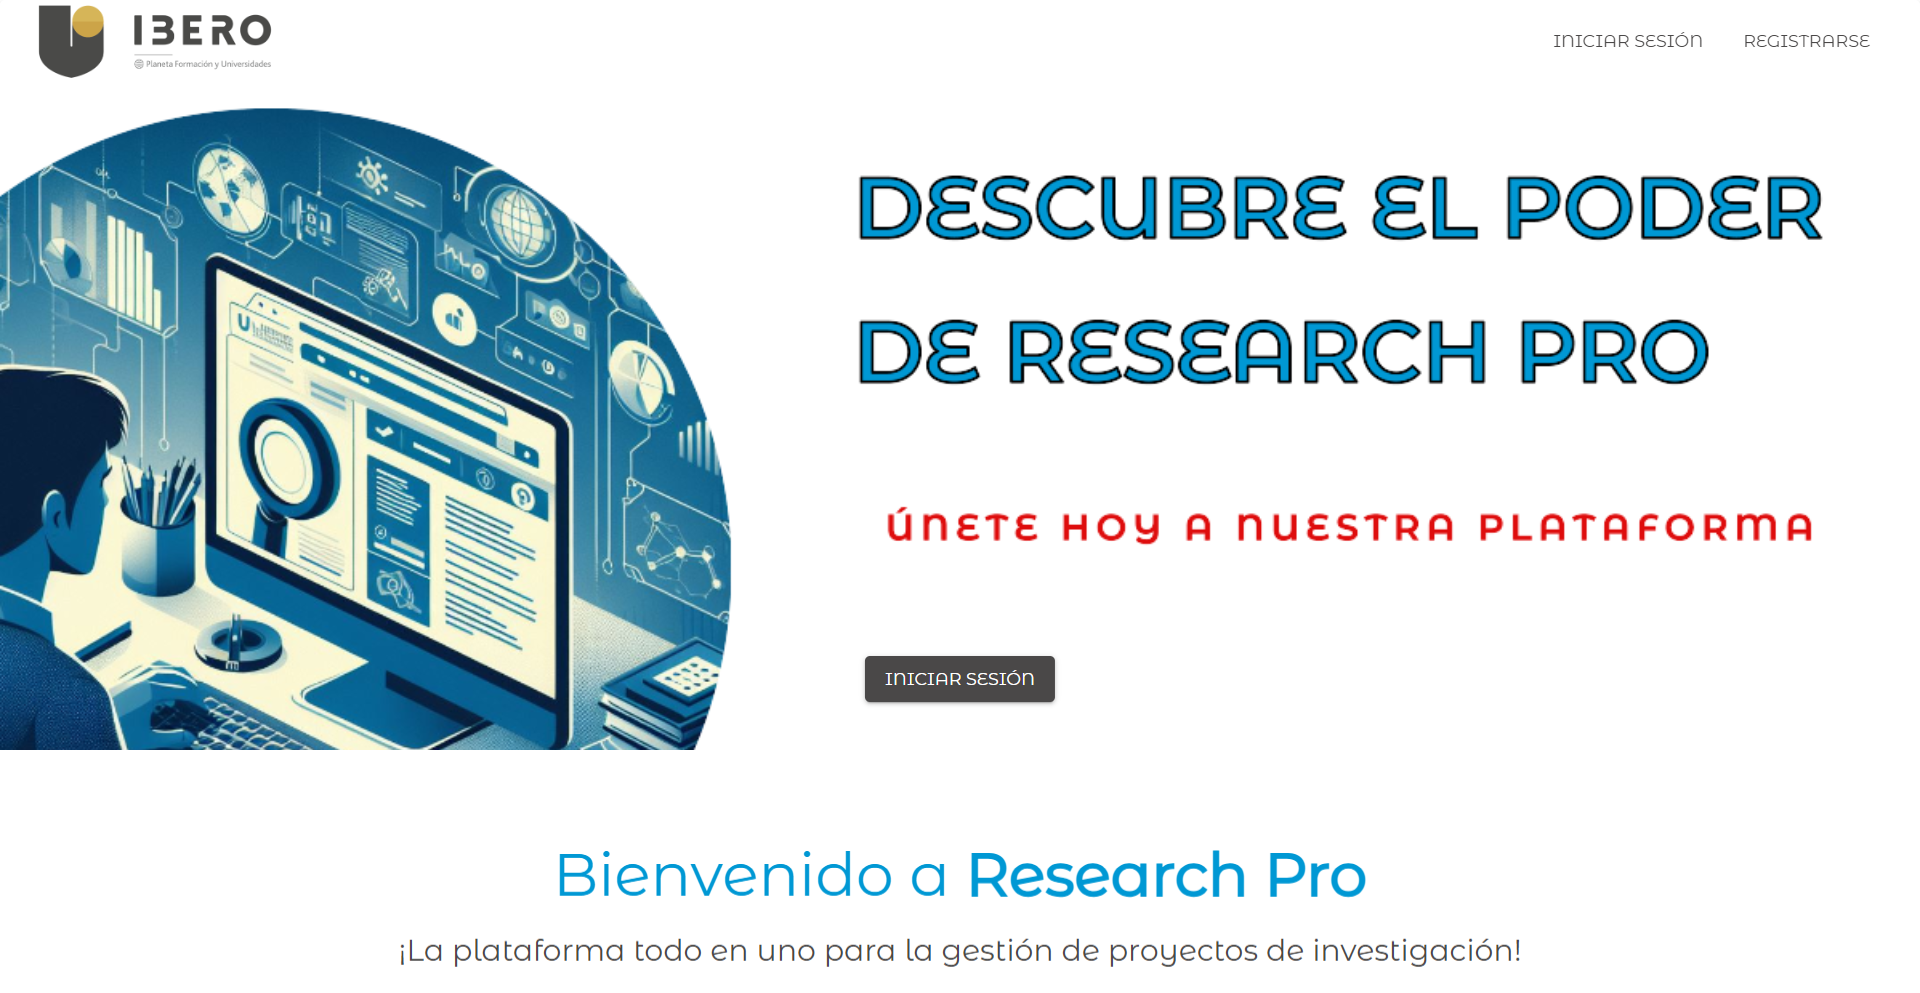 IBERO
Planeta Formación y Universidades
INICIAR SESIÓN
REGISTRARSE
DESCUBRE EL PODER
DE RESEARCH PRO
ÚNETE HOY A NUESTRA PLATAFORMA
INICIAR SESIÓN
Bienvenido a Research Pro
¡La plataforma todo en uno para la gestión de proyectos de investigación!